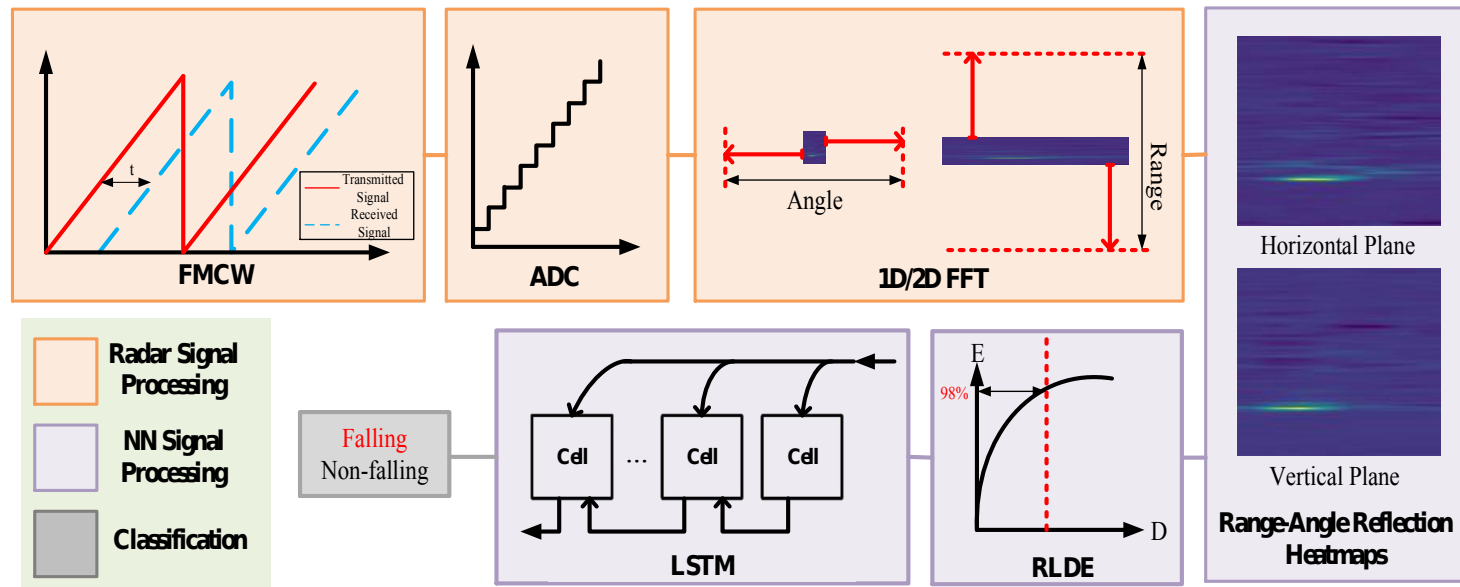 t
Transmitted
Signal
Received
Signal
FMCW
ADC
Angle
Range
1D/2D FFT
Horizontal Plane
Vertical Plane
Range-Angle Reflection
Heatmaps
Radar Signal
Processing
NN Signal
Processing
Classification
Falling
Non-falling
Cell
...
Cell
Cell
LSTM
E
98%
D
RLDE